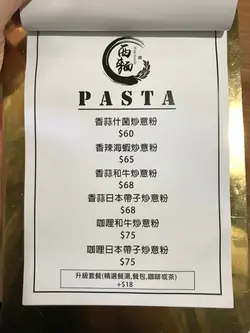 西麵
PASTA
香蒜什菌炒意粉
$60
香辣海蝦炒意粉
$65
香蒜和牛炒意粉
$68
香蒜日本帶子炒意粉
$68
咖哩和牛炒意粉
$75
咖哩日本帶子炒意粉
$75
升級套餐(精選餐湯,餐包,咖啡或茶)
+$18